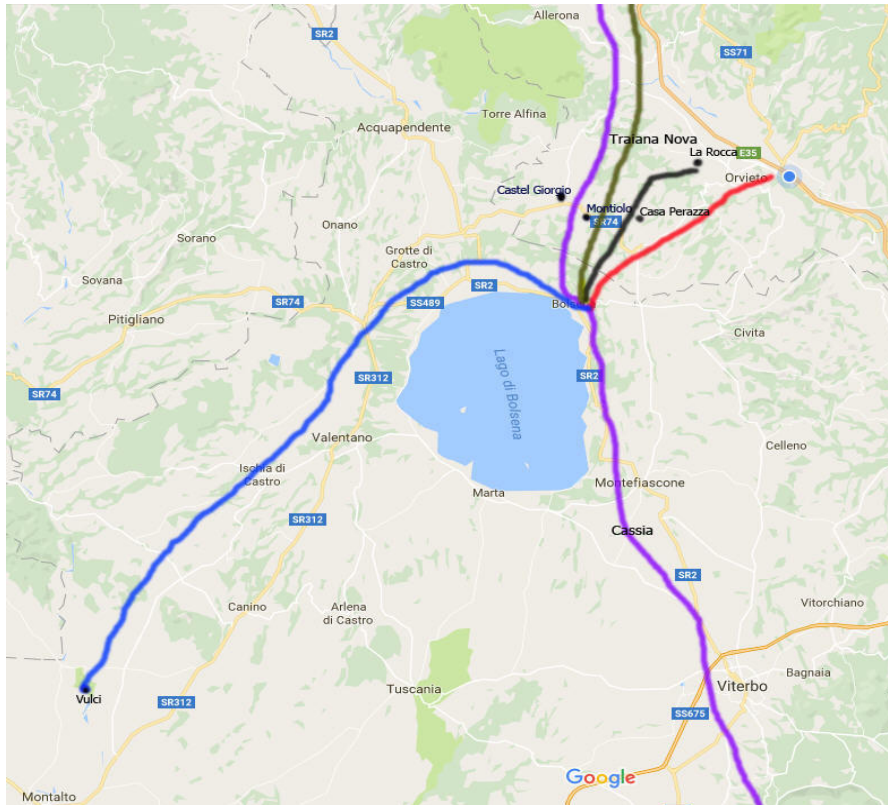 Allerona
SR2
SS71
Torre Alfina
Acquapendente
Traiana Nova
La Rocca
E35
Orvieto
Castel Giorgio
Montiolo
Casa Perazza
SR74
Onano
Sorano
Grotte di
Castro
Sovana
SR2
SR74
SS489
Pitigliano
Civita
SR2
SR312
SR74
Lago di Bolsena
Valentano
Celleno
Ischia di
Castro
Montefiascone
Marta
SR312
Cassia
SR2
Canino
Arlena
di Castro
Vitorchiano
Bagnaia
Viterbo
Tuscania
Vulci
SR312
SS675
Google
Montalto